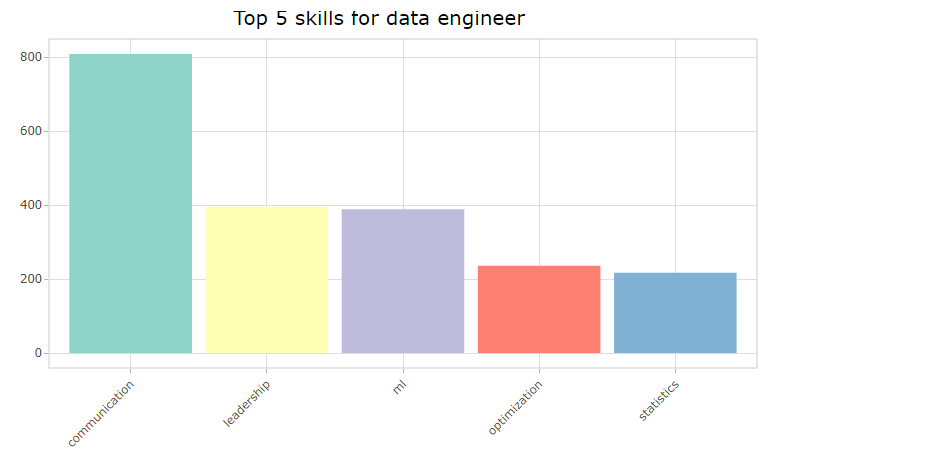 Top 5 skills for data engineer
800
600
400
200
0
communication
leadership
ml
optimization
statistics